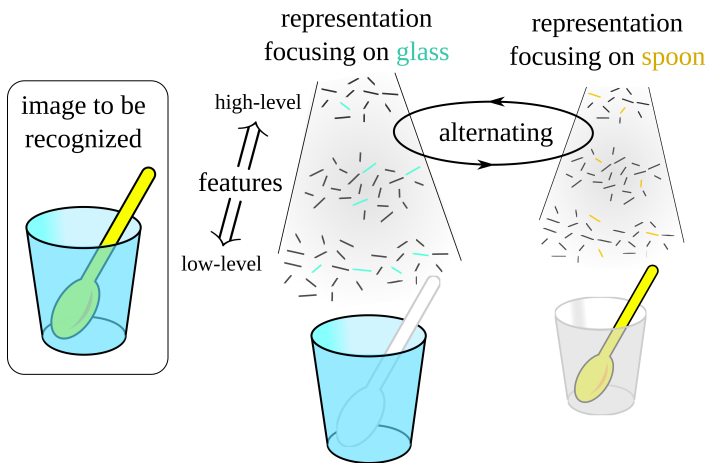 image to be
recognized
representation
focusing on glass
high-level
features
low-level
alternating
representation
focusing on spoon